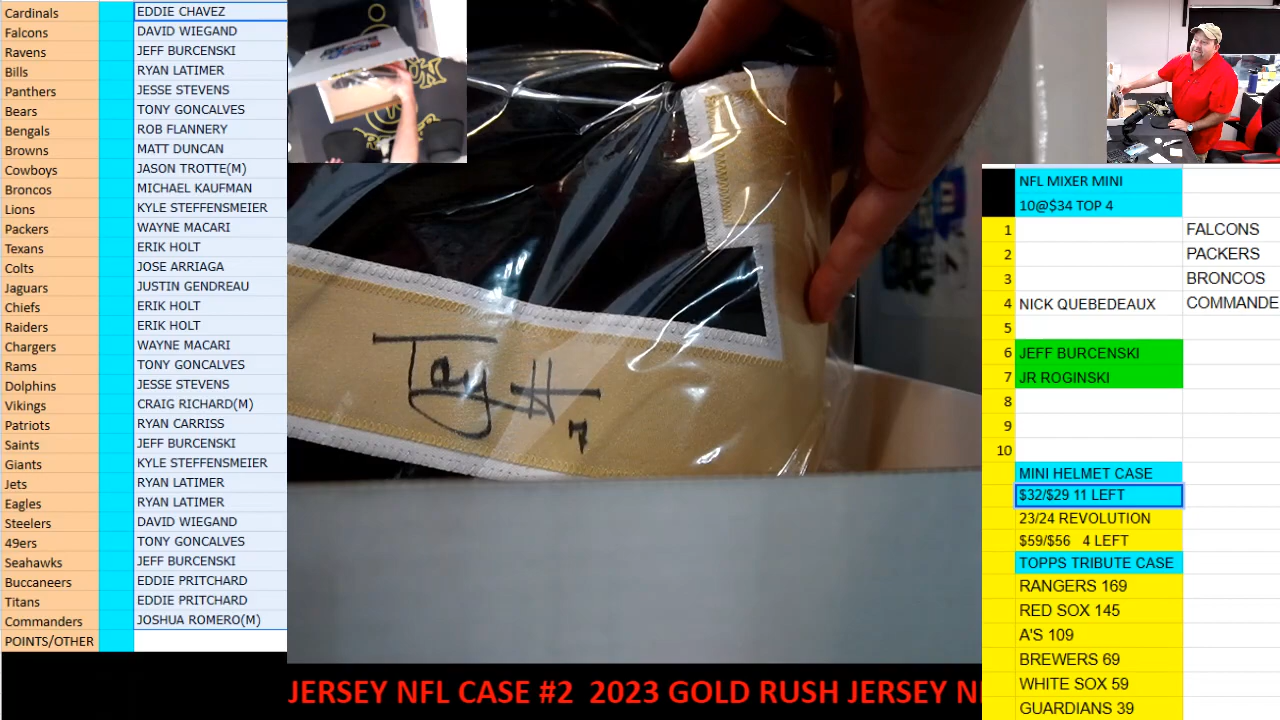 Cardinals EDDIE CHAVEZ
Falcons DAVID WIEGAND
Ravens JEFF BURCENSKI
Bills RYAN LATIMER
Panthers JESSE STEVENS
Bears TONY GONCALVES
Bengals ROB FLANNERY
Browns MATT DUNCAN
Cowboys JASON TROTTE(M)
Broncos MICHAEL KAUFMAN
Lions KYLE STEFFENSMEIER
Packers WAYNE MACARI
Texans ERIK HOLT
Colts JOSE ARRIAGA
Jaguars JUSTIN GENDREAU
Chiefs ERIK HOLT
Raiders ERIK HOLT
Chargers WAYNE MACARI
Rams TONY GONCALVES
Dolphins JESSE STEVENS
Vikings CRAIG RICHARD(M)
Patriots RYAN CARRISS
Saints JEFF BURCENSKI
Giants KYLE STEFFENSMEIER
Jets RYAN LATIMER
Eagles RYAN LATIMER
Steelers DAVID WIEGAND
49ers TONY GONCALVES
Seahawks JEFF BURCENSKI
Buccaneers EDDIE PRITCHARD
Titans EDDIE PRITCHARD
Commanders JOSHUA ROMERO(M)
POINTS/OTHER
NFL MIXER MINI
10@$34 TOP 4
1 FALCONS
2 PACKERS
3 BRONCOS
4 NICK QUEBEDEAUX COMMANDE
5
6 JEFF BURCENSKI
7 JR ROGINSKI
8
9
10
MINI HELMET CASE
$32/$29 11 LEFT
23/24 REVOLUTION
$59/$56 4 LEFT
TOPPS TRIBUTE CASE
RANGERS 169
RED SOX 145
A'S 109
BREWERS 69
WHITE SOX 59
GUARDIANS 39
JERSEY NFL CASE #2 2023 GOLD RUSH JERSEY N